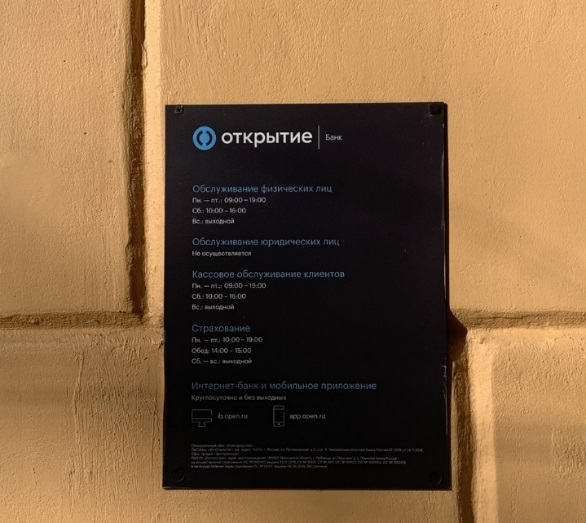 открытие Банк
Обслуживание физических лиц
Пн. – пт.: 09:00 – 19:00
Сб.: 10:00 – 16:00
Вс.: выходной
Обслуживание юридических лиц
Не осуществляется
Кассовое обслуживание клиентов
Пн. – пт.: 09:00 – 19:00
Сб.: 10:00 – 16:00
Вс.: выходной
Страхование
Пн. – пт.: 10:00 – 19:00
Обед: 14:00 – 15:00
Сб. – вс.: выходной
Интернет-банк и мобильное приложение
Круглосуточно и без выходных
ib.open.ru app.open.ru